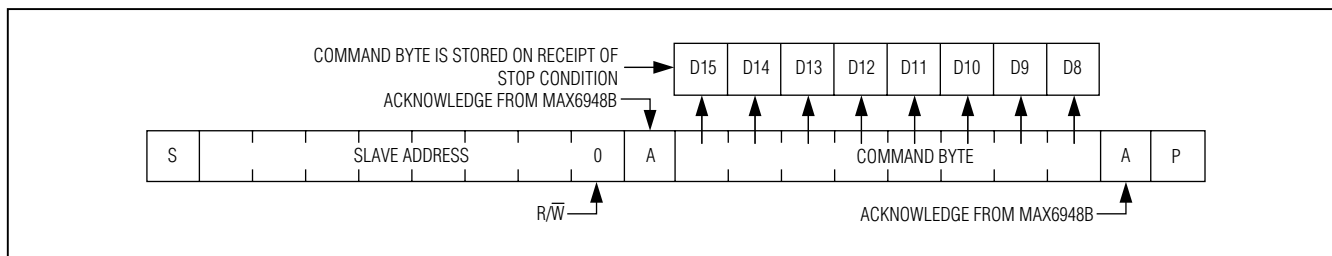 COMMAND BYTE IS STORED ON RECEIPT OF
STOP CONDITION
D15 D14 D13 D12 D11 D10 D9 D8
ACKNOWLEDGE FROM MAX6948B
S SLAVE ADDRESS 0 A COMMAND BYTE A P
R/W̅ ACKNOWLEDGE FROM MAX6948B